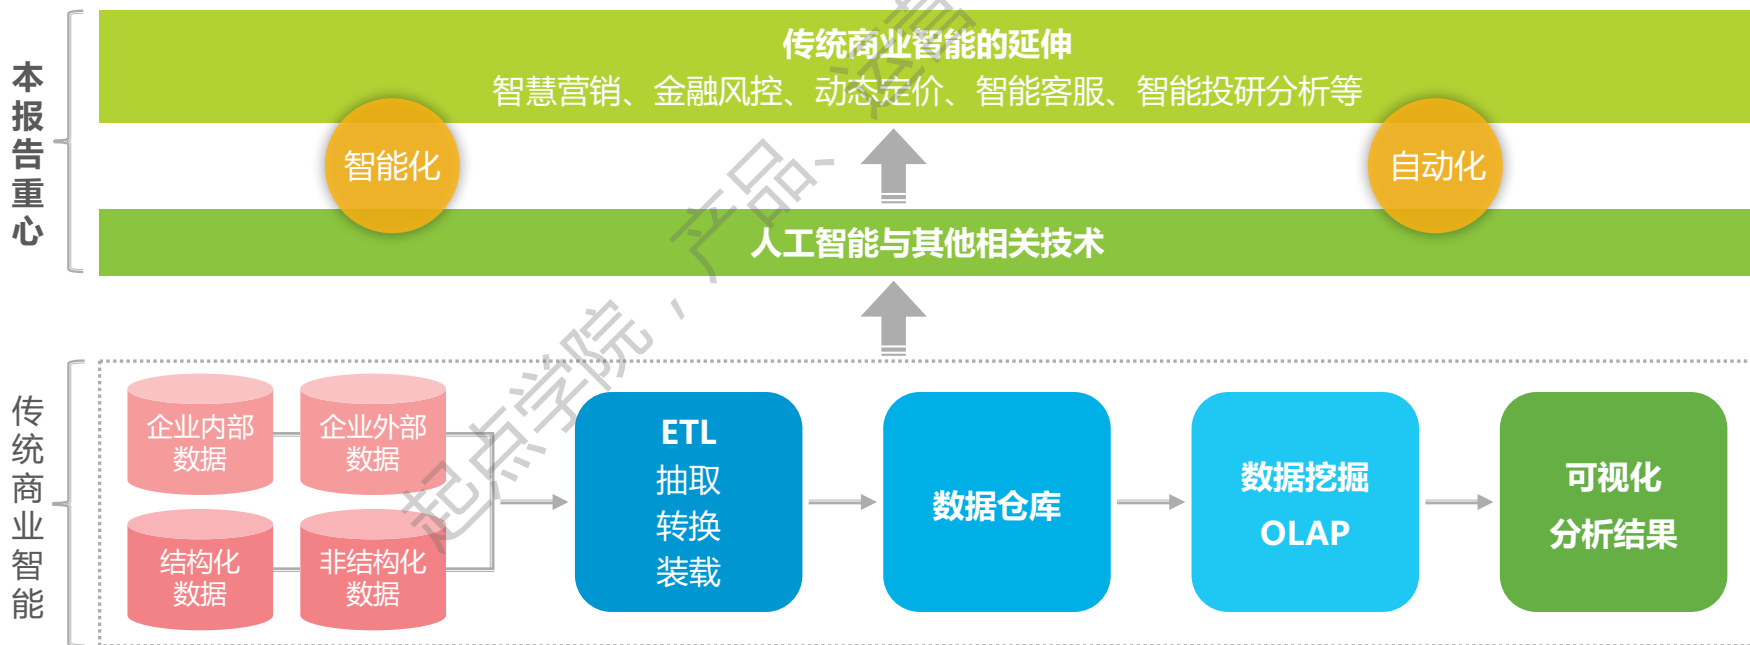 本报告重心
传统商业智能的延伸
智慧营销、金融风控、动态定价、智能客服、智能投研分析等
智能化
自动化
人工智能与其他相关技术
传统商业智能
企业内部
数据
企业外部
数据
结构化
数据
非结构化
数据
ETL
抽取
转换
装载
数据仓库
数据挖掘
OLAP
可视化
分析结果
起点学院，产品、运营